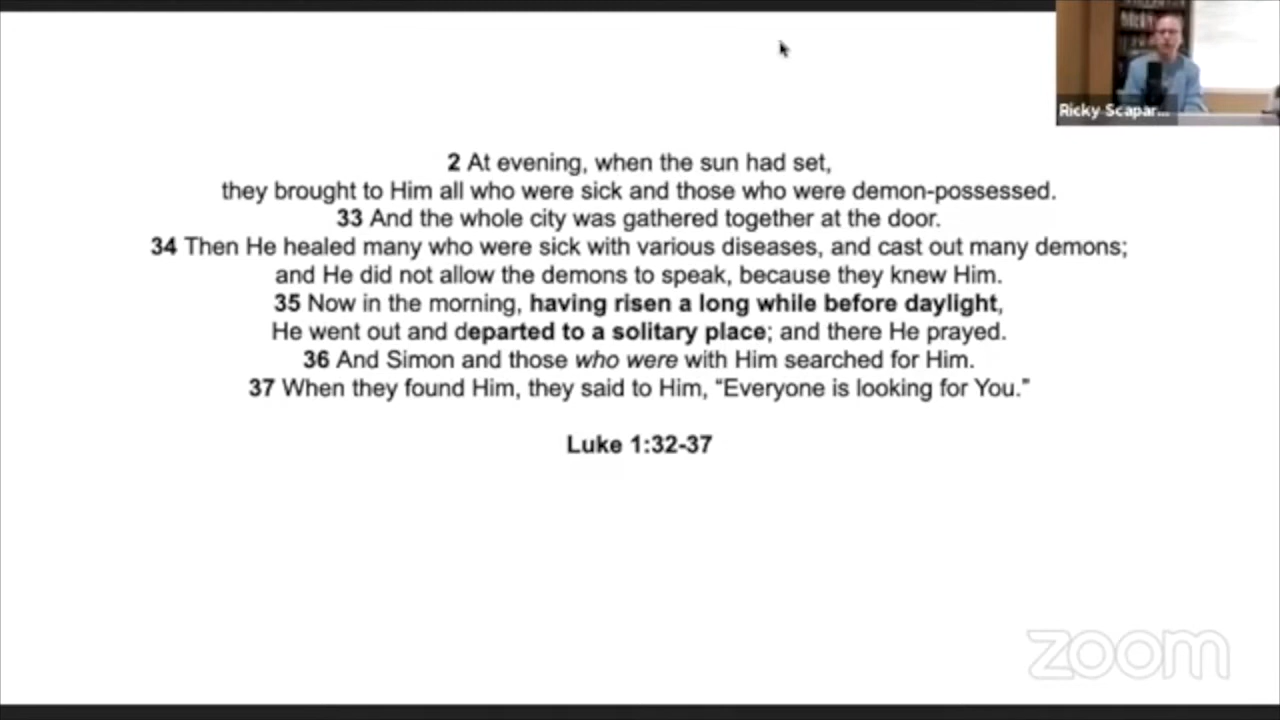 Ricky Scapar...
2 At evening, when the sun had set,
they brought to Him all who were sick and those who were demon-possessed.
33 And the whole city was gathered together at the door.
34 Then He healed many who were sick with various diseases, and cast out many demons;
and He did not allow the demons to speak, because they knew Him.
35 Now in the morning, having risen a long while before daylight,
He went out and departed to a solitary place; and there He prayed.
36 And Simon and those who were with Him searched for Him.
37 When they found Him, they said to Him, “Everyone is looking for You.”
Luke 1:32-37
zoom